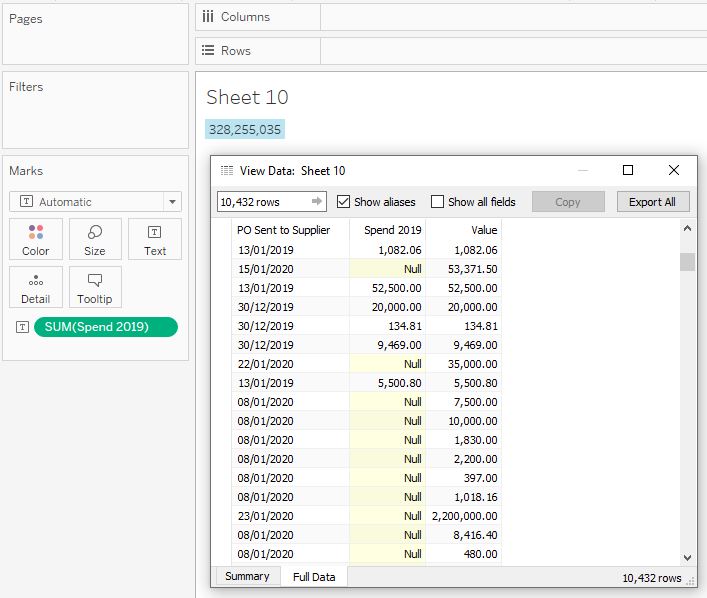 Pages
Columns
Rows
Filters
Sheet 10
328,255,035
Marks
Automatic
Color Size Text
Detail Tooltip
SUM(Spend 2019)
View Data: Sheet 10
10,432 rows Show aliases Show all fields Copy Export All
PO Sent to Supplier Spend 2019 Value
13/01/2019 1,082.06 1,082.06
15/01/2020 Null 53,371.50
13/01/2019 52,500.00 52,500.00
30/12/2019 20,000.00 20,000.00
30/12/2019 134.81 134.81
30/12/2019 9,469.00 9,469.00
22/01/2020 Null 35,000.00
13/01/2019 5,500.80 5,500.80
08/01/2020 Null 7,500.00
08/01/2020 Null 10,000.00
08/01/2020 Null 1,830.00
08/01/2020 Null 2,200.00
08/01/2020 Null 397.00
08/01/2020 Null 1,018.16
23/01/2020 Null 2,200,000.00
08/01/2020 Null 8,416.40
08/01/2020 Null 480.00
Summary Full Data 10,432 rows